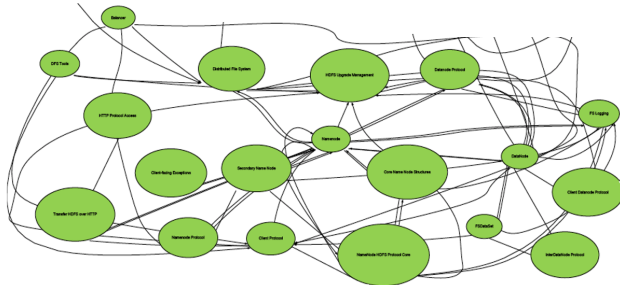 Balancer
DFS Tools
Distributed File System
HDFS Upgrade Management
Datanode Protocol
HTTP Protocol Access
FS Logging
Namenode
DataNode
Client-facing Exceptions
Secondary Name Node
Core Name Node Structures
Client Datanode Protocol
Transfer HDFS over HTTP
Namenode Protocol
Client Protocol
FSDataSet
NameNode HDFS Protocol Core
InterDataNode Protocol